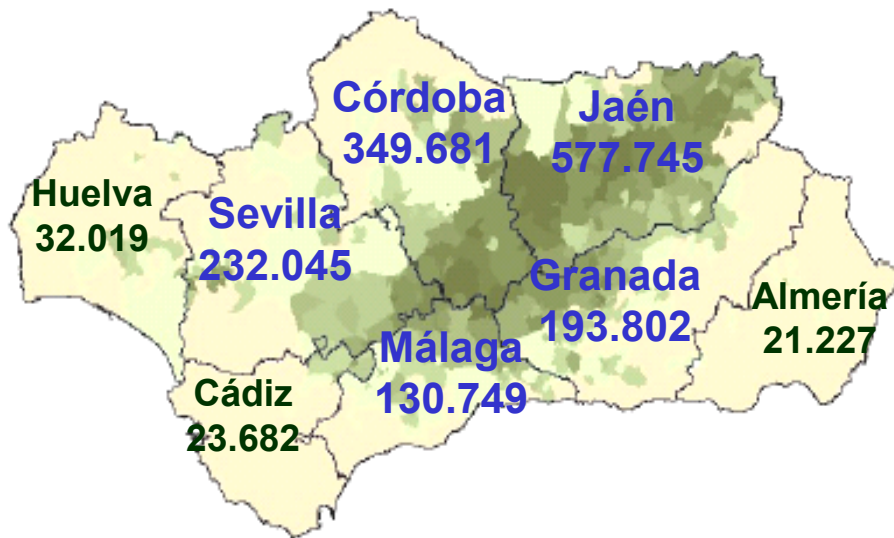 Córdoba
349.681
Jaén
577.745
Huelva
32.019
Sevilla
232.045
Granada
193.802
Almería
21.227
Málaga
130.749
Cádiz
23.682